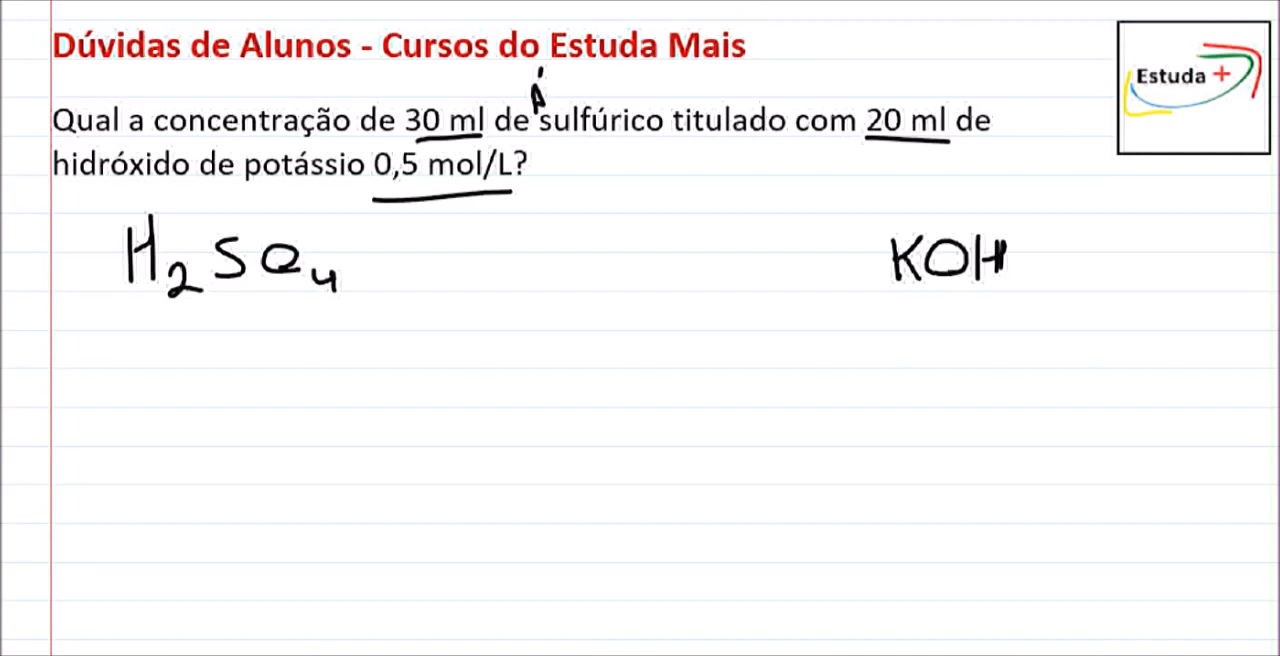 Dúvidas de Alunos - Cursos do Estuda Mais
Estuda +
Á
Qual a concentração de 30 ml de sulfúrico titulado com 20 ml de
hidróxido de potássio 0,5 mol/L?
H₂SO₄ KOH